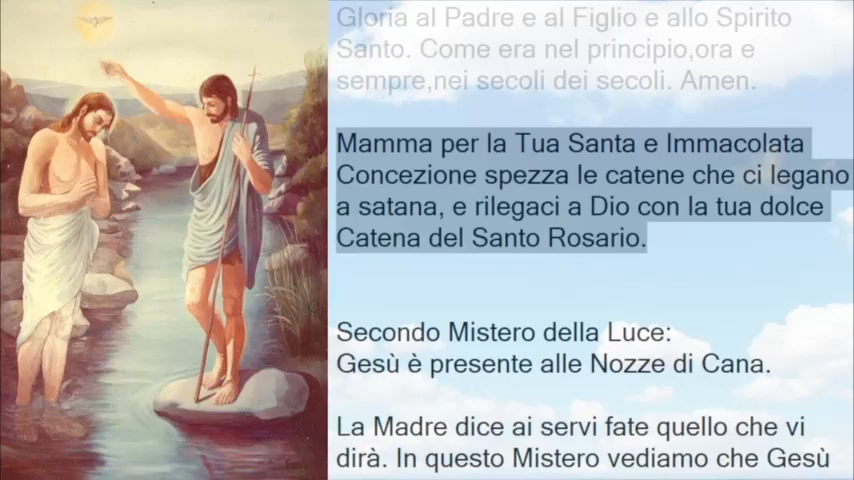 Gloria al Padre e al Figlio e allo Spirito
Santo. Come era nel principio,ora e
sempre,nei secoli dei secoli. Amen.
Mamma per la Tua Santa e Immacolata
Concezione spezza le catene che ci legano
a satana, e rilegaci a Dio con la tua dolce
Catena del Santo Rosario.
Secondo Mistero della Luce:
Gesù è presente alle Nozze di Cana.
La Madre dice ai servi fate quello che vi
dirà. In questo Mistero vediamo che Gesù